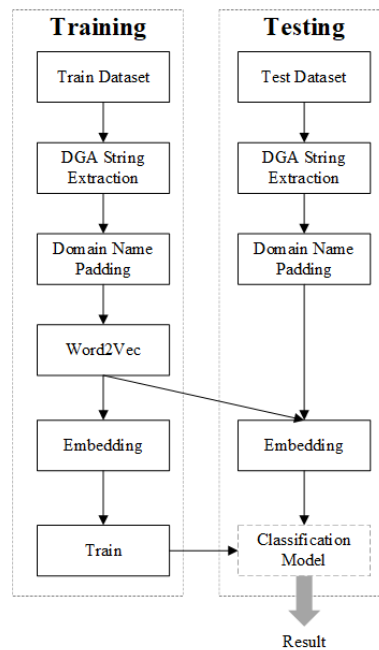 Training
Train Dataset
DGA String
Extraction
Domain Name
Padding
Word2Vec
Embedding
Train
Testing
Test Dataset
DGA String
Extraction
Domain Name
Padding
Embedding
Classification
Model
Result